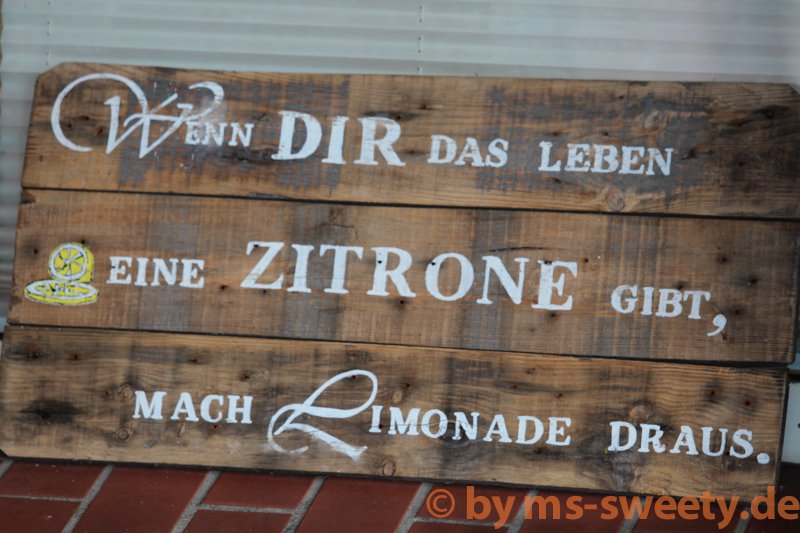 Wenn DIR das Leben
eine ZITRONE gibt,
mach Limonade draus.
© by ms-sweety.de